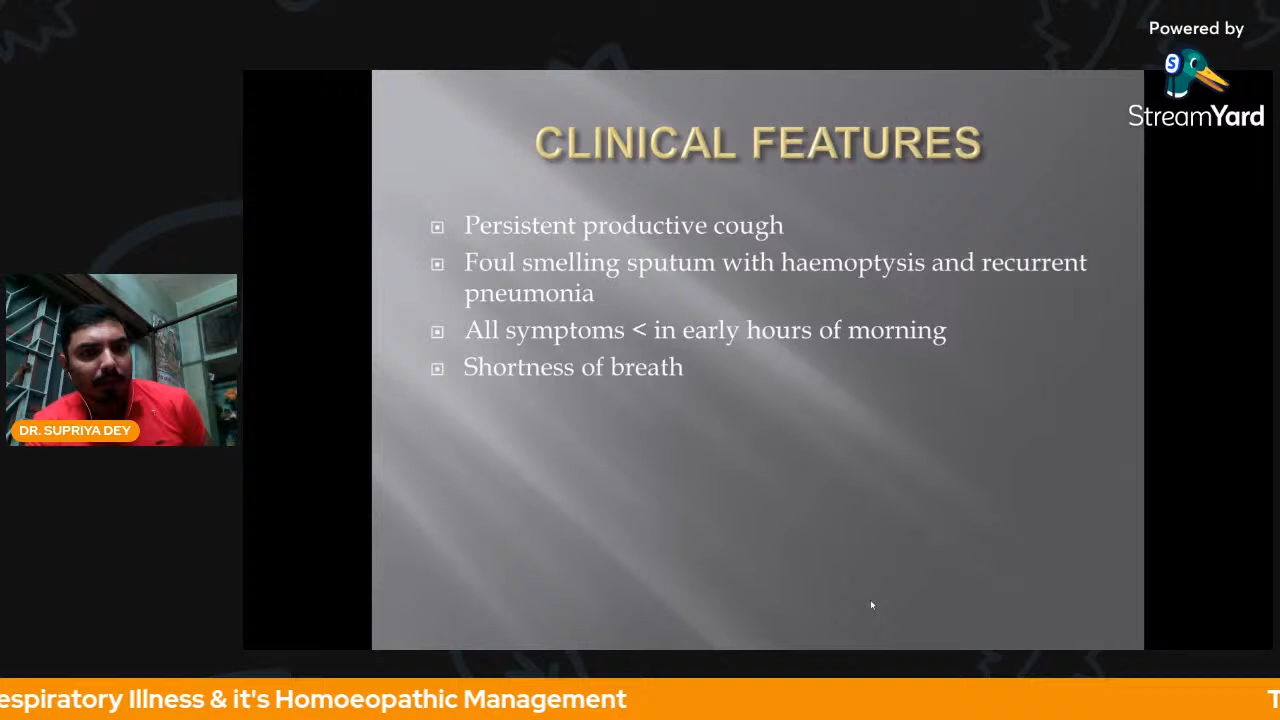 Powered by
StreamYard
CLINICAL FEATURES
Persistent productive cough
Foul smelling sputum with haemoptysis and recurrent
pneumonia
All symptoms < in early hours of morning
Shortness of breath
DR. SUPRIYA DEY
espiratory Illness & it's Homoeopathic Management
T